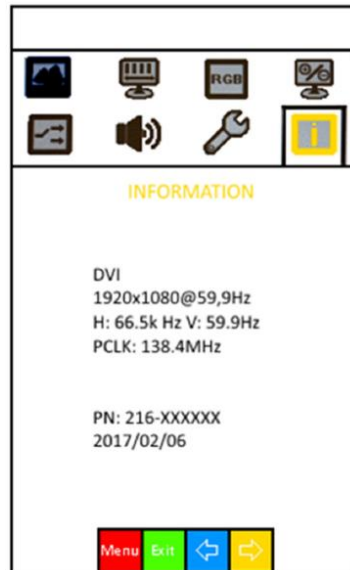 RGB
INFORMATION
DVI
1920x1080@59,9Hz
H: 66.5k Hz V: 59.9Hz
PCLK: 138.4MHz
PN: 216-XXXXXX
2017/02/06
Menu Exit